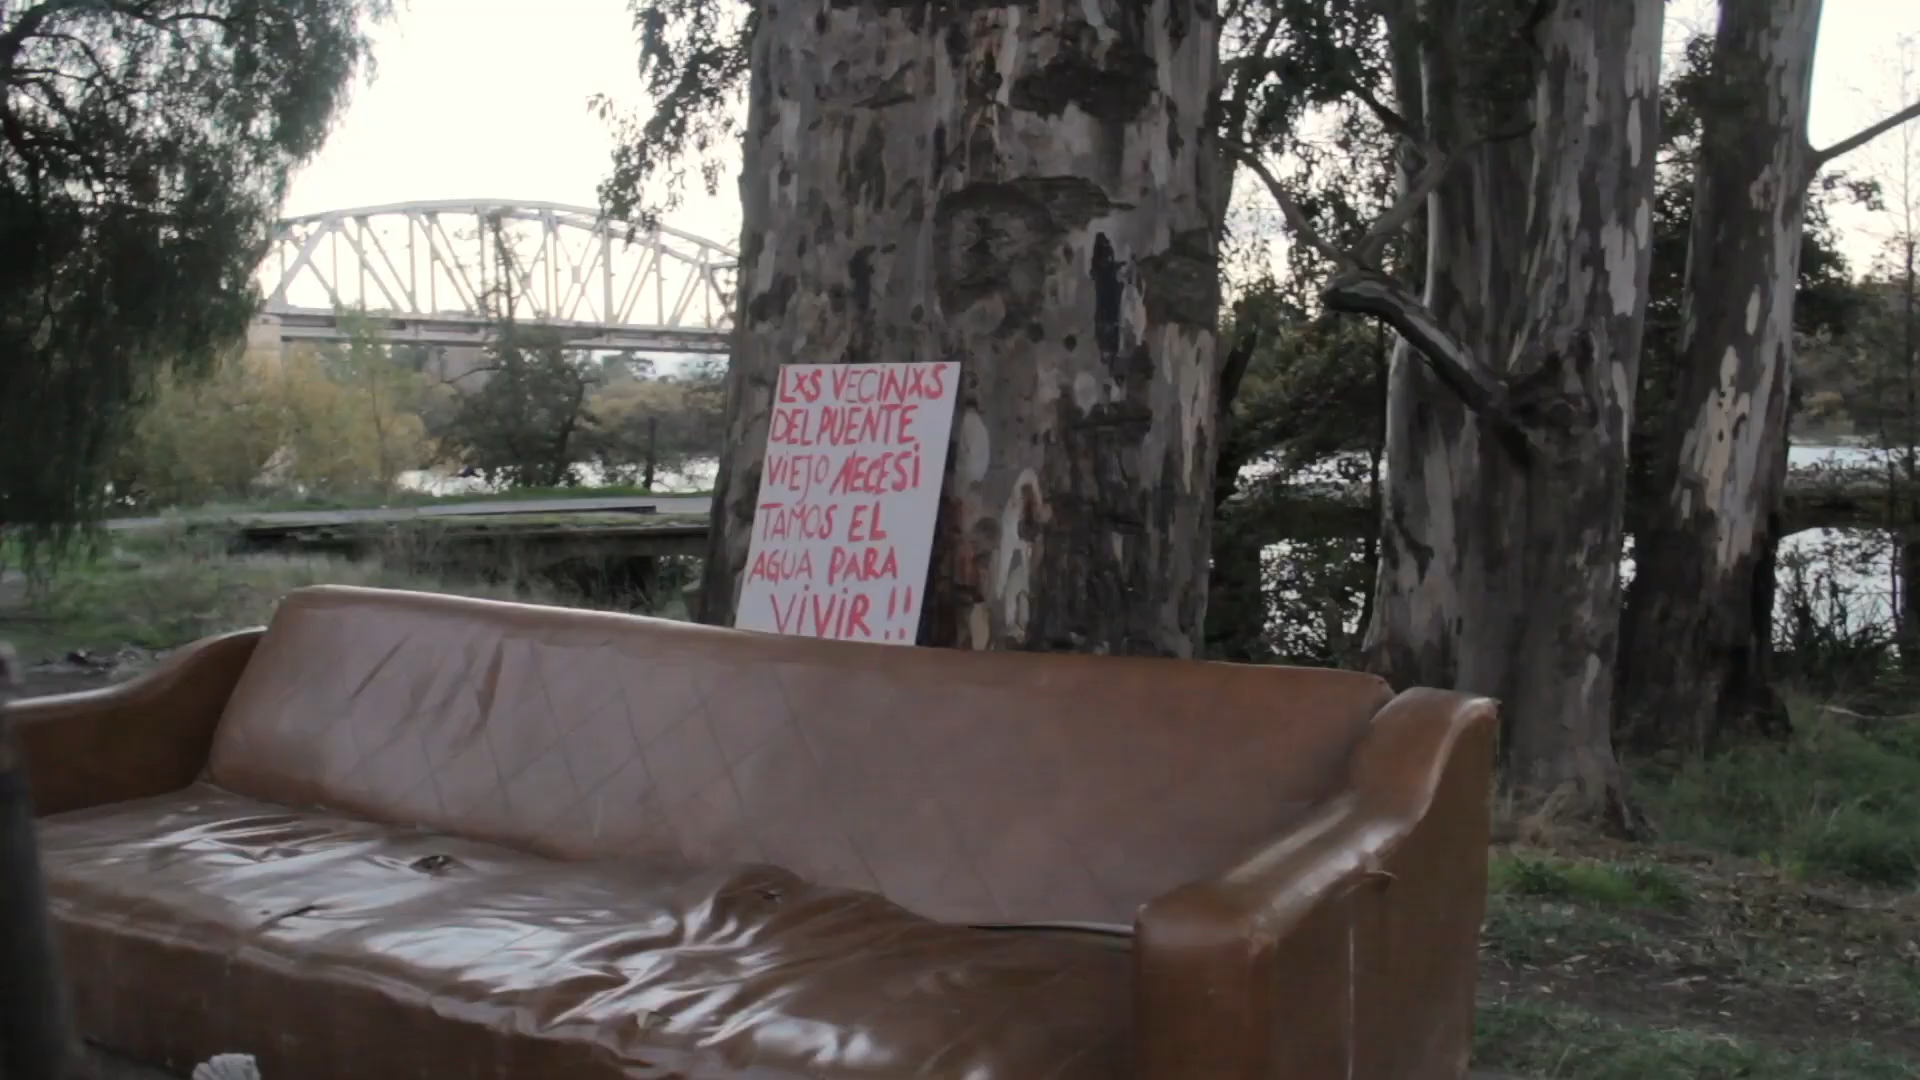 LXS VECiNXS
DEL PUENTE
ViEJO NECESi
TAMOS EL
AGUA PARA
ViViR !!